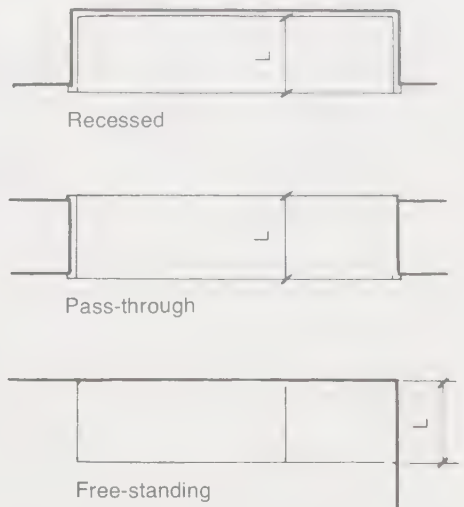 L
Recessed
L
Pass-through
L
Free-standing